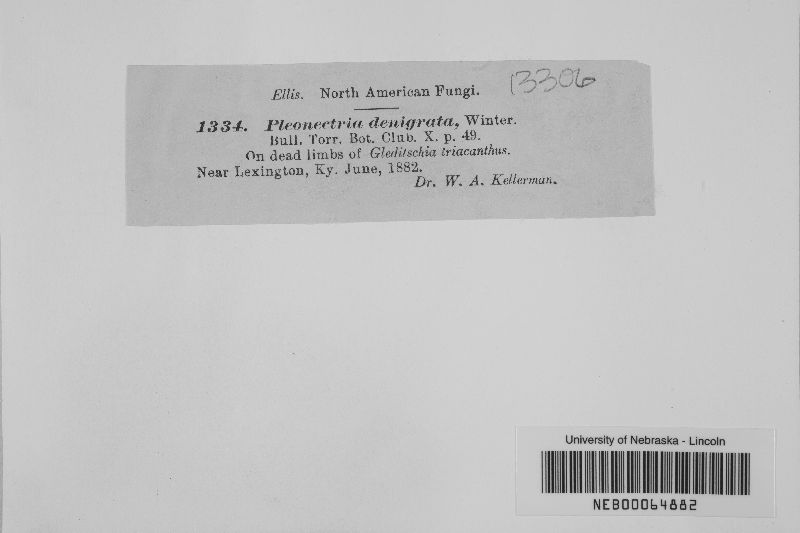 Ellis. North American Fungi.
13306
1334. Pleonectria denigrata, Winter.
Bull. Torr. Bot. Club. X. p. 49.
On dead limbs of Gleditschia triacanthus.
Near Lexington, Ky. June, 1882.
Dr. W. A. Kellerman.
University of Nebraska - Lincoln
NEB00064882